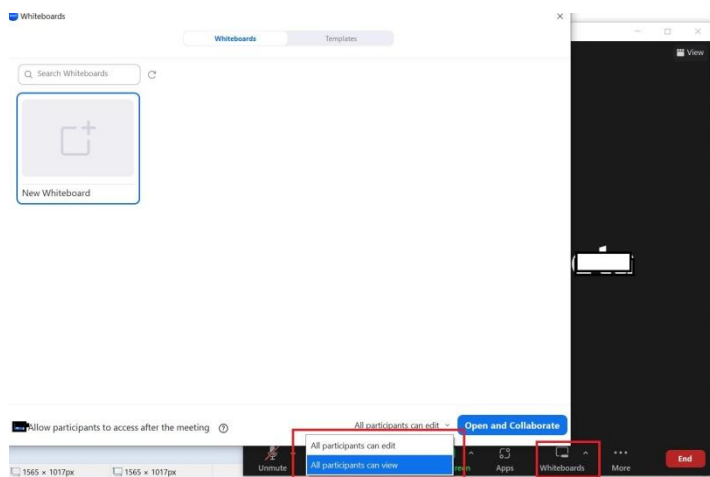 Whiteboards
Whiteboards Templates
View
Search Whiteboards
New Whiteboard
Allow participants to access after the meeting
All participants can edit
Open and Collaborate
All participants can edit
All participants can view
Unmute
Apps
Whiteboards
More
End
1565 × 1017px
1565 × 1017px